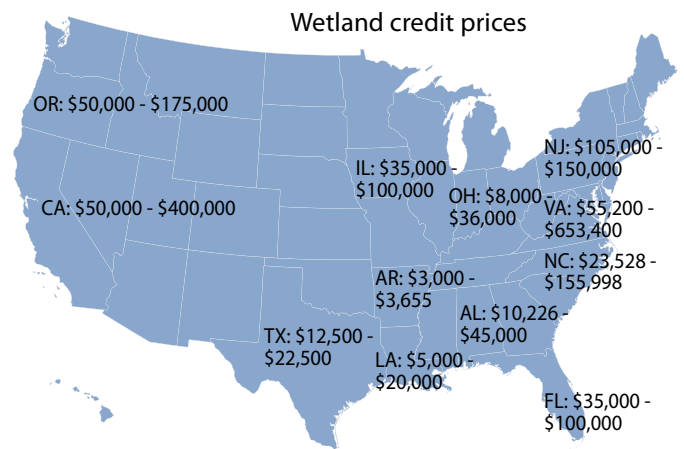 Wetland credit prices
OR: $50,000 - $175,000
NJ: $105,000 -
$150,000
IL: $35,000 -
$100,000
OH: $8,000 -
$36,000
CA: $50,000 - $400,000
VA: $55,200 -
$653,400
NC: $23,528 -
$155,998
AR: $3,000 -
$3,655
AL: $10,226 -
$45,000
TX: $12,500 -
$22,500
LA: $5,000 -
$20,000
FL: $35,000 -
$100,000